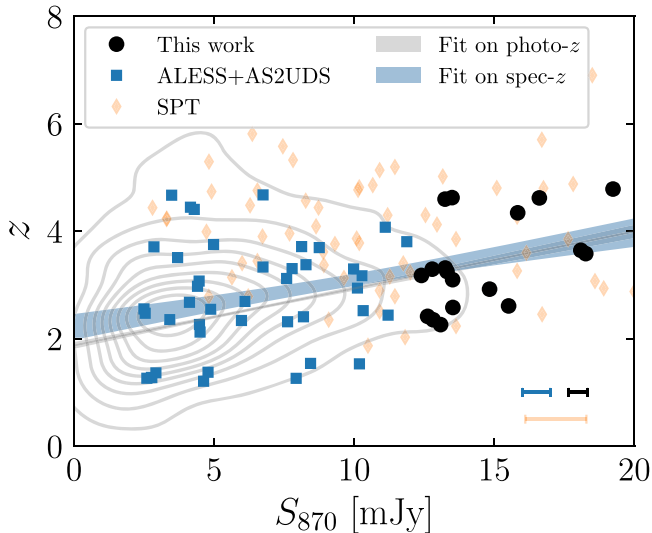 8
6
4
2
0
z
This work
ALESS+AS2UDS
SPT
Fit on photo-z
Fit on spec-z
0 5 10 15 20
S870 [mJy]